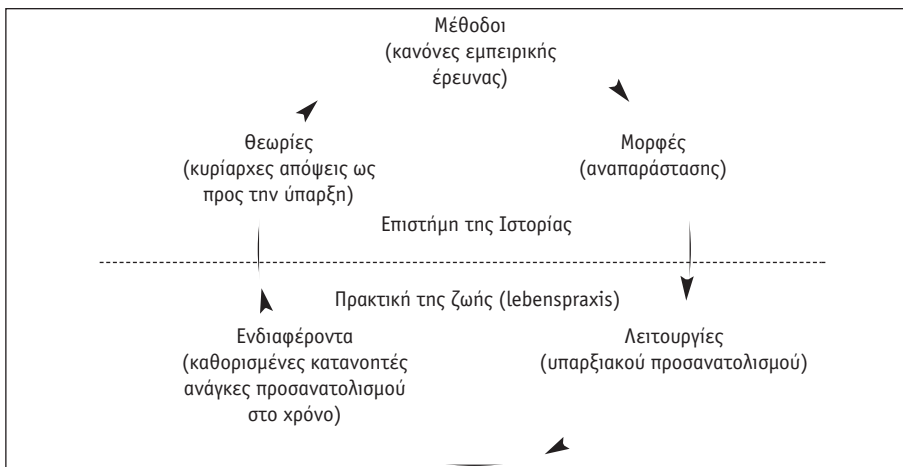 Μέθοδοι
(κανόνες εμπειρικής
έρευνας)
Θεωρίες
(κυρίαρχες απόψεις ως
προς την ύπαρξη)
Μορφές
(αναπαράστασης)
Επιστήμη της Ιστορίας
Πρακτική της ζωής (lebenspraxis)
Ενδιαφέροντα
(καθορισμένες κατανοητές
ανάγκες προσανατολισμού
στο χρόνο)
Λειτουργίες
(υπαρξιακού προσανατολισμού)